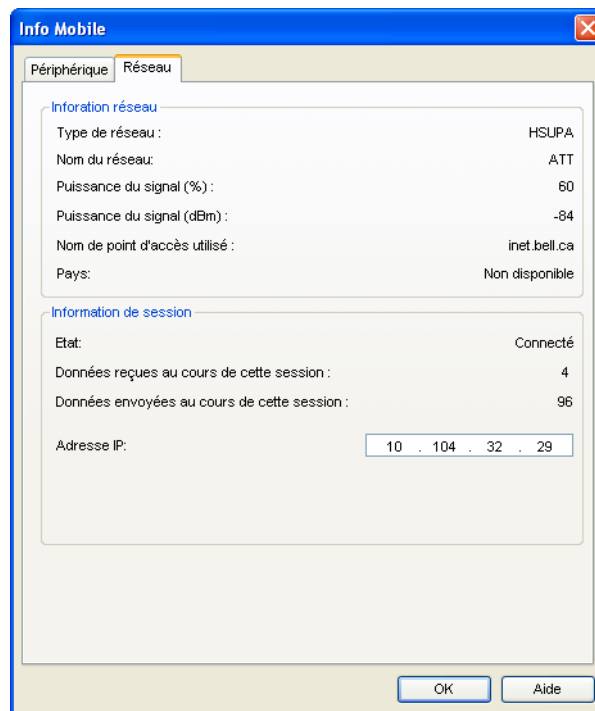 Info Mobile
Périphérique Réseau
Inforation réseau
Type de réseau : HSUPA
Nom du réseau: ATT
Puissance du signal (%) : 60
Puissance du signal (dBm) : -84
Nom de point d'accès utilisé : inet.bell.ca
Pays: Non disponible
Information de session
Etat: Connecté
Données reçues au cours de cette session : 4
Données envoyées au cours de cette session : 96
Adresse IP: 10 . 104 . 32 . 29
OK Aide